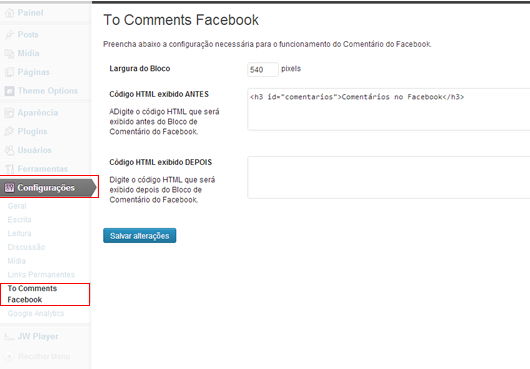 Painel
Posts
Mídia
Páginas
Theme Options
Aparência
Plugins
Usuários
Ferramentas
Configurações
Geral
Escrita
Leitura
Discussão
Mídia
Links Permanentes
To Comments
Facebook
Google Analytics
JW Player
Recolher Menu
To Comments Facebook
Preencha abaixo a configuração necessária para o funcionamento do Comentário do Facebook.
Largura do Bloco
540 pixels
Código HTML exibido ANTES
ADigite o código HTML que será
exibido antes do Bloco de
Comentário do Facebook.
<h3 id="comentarios">Comentários no Facebook</h3>
Código HTML exibido DEPOIS
Digite o código HTML que será
exibido depois do Bloco de
Comentário do Facebook.
Salvar alterações